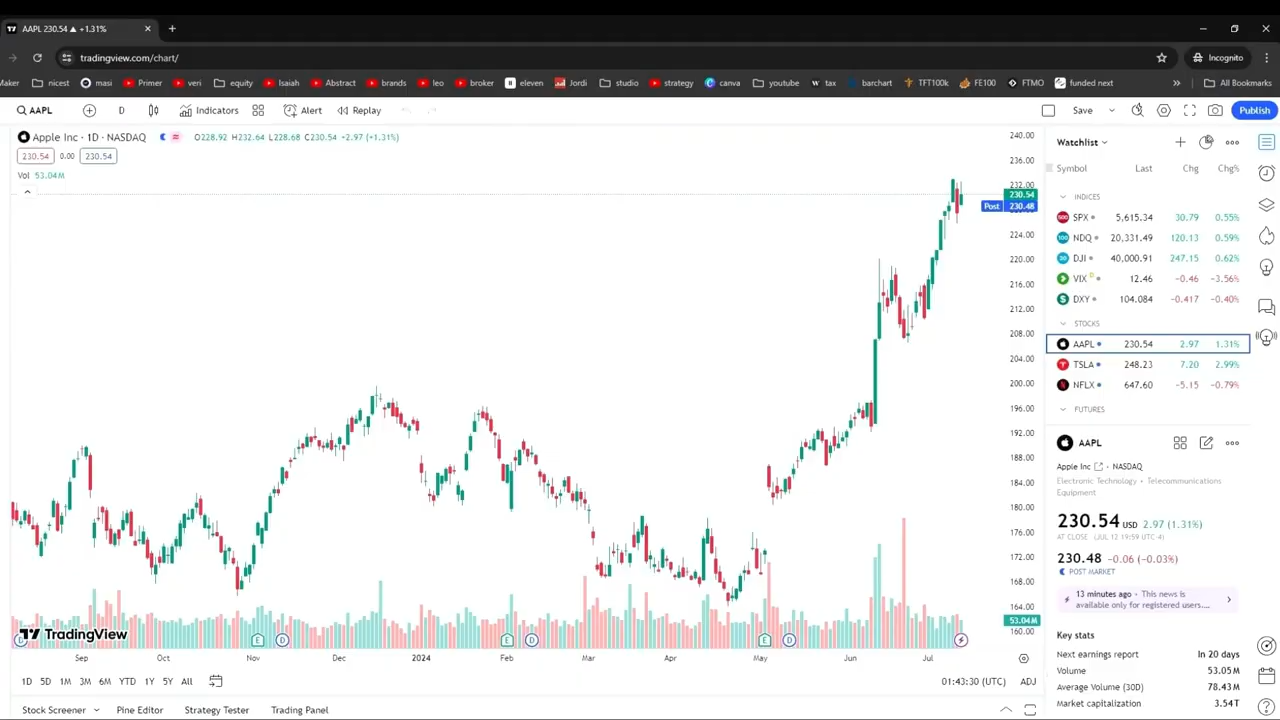 AAPL 230.54 ▲ +1.31%
tradingview.com/chart/
Incognito
Maker nicest masi Primer veri equity Isaiah Abstract brands leo broker eleven Jordi studio strategy canva youtube tax barchart TFT100k FE100 FTMO funded next » All Bookmarks
AAPL D Indicators Alert Replay Save Publish
Apple Inc · 1D · NASDAQ O228.92 H232.64 L228.68 C230.54 +2.97 (+1.31%)
230.54 0.00 230.54
Vol 53.04M
240.00
236.00
232.00
230.54
Post 230.48
224.00
220.00
216.00
212.00
208.00
204.00
200.00
196.00
192.00
188.00
184.00
180.00
176.00
172.00
168.00
164.00
53.04M
160.00
E D E D E D
TradingView
Sep Oct Nov Dec 2024 Feb Mar Apr May Jun Jul
1D 5D 1M 3M 6M YTD 1Y 5Y All
01:43:30 (UTC) ADJ
Stock Screener Pine Editor Strategy Tester Trading Panel
Watchlist
Symbol Last Chg Chg%
INDICES
SPX 5,615.34 30.79 0.55%
NDQ 20,331.49 120.13 0.59%
DJI 40,000.91 247.15 0.62%
VIX D 12.46 −0.46 −3.56%
DXY 104.084 −0.417 −0.40%
STOCKS
AAPL 230.54 2.97 1.31%
TSLA 248.23 7.20 2.99%
NFLX 647.60 −5.15 −0.79%
FUTURES
AAPL
Apple Inc · NASDAQ
Electronic Technology · Telecommunications
Equipment
230.54 USD 2.97 (1.31%)
AT CLOSE (JUL 12 19:59 UTC-4)
230.48 −0.06 (−0.03%)
POST MARKET
13 minutes ago · This news is
available only for registered users....
Key stats
Next earnings report In 20 days
Volume 53.05M
Average Volume (30D) 78.43M
Market capitalization 3.54T